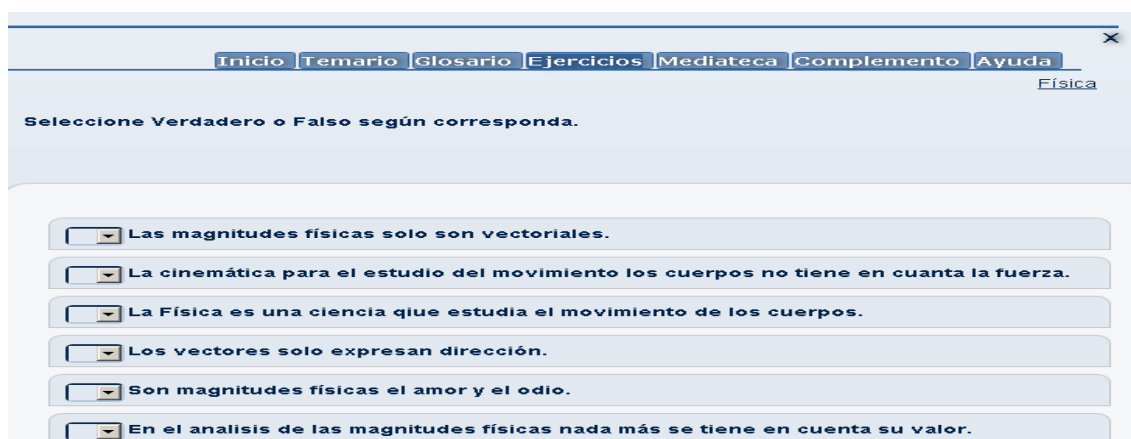 Inicio Temario Glosario Ejercicios Mediateca Complemento Ayuda
Física
Seleccione Verdadero o Falso según corresponda.
Las magnitudes físicas solo son vectoriales.
La cinemática para el estudio del movimiento los cuerpos no tiene en cuanta la fuerza.
La Física es una ciencia qiue estudia el movimiento de los cuerpos.
Los vectores solo expresan dirección.
Son magnitudes físicas el amor y el odio.
En el analisis de las magnitudes físicas nada más se tiene en cuenta su valor.